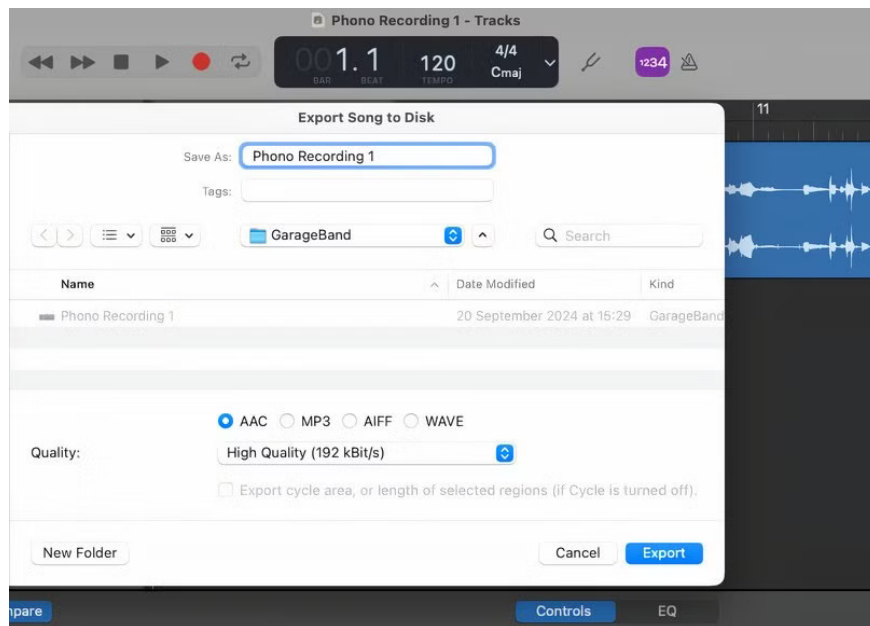 Phono Recording 1 - Tracks
001.1
BAR BEAT
120
TEMPO
4/4
Cmaj
1234
11
Export Song to Disk
Save As: Phono Recording 1
Tags:
GarageBand
Search
Name Date Modified Kind
Phono Recording 1 20 September 2024 at 15:29 GarageBand
AAC MP3 AIFF WAVE
Quality: High Quality (192 kBit/s)
Export cycle area, or length of selected regions (if Cycle is turned off).
New Folder Cancel Export
mpare Controls EQ